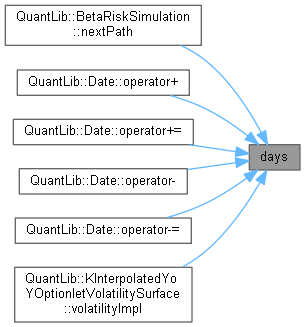 QuantLib::BetaRiskSimulation
::nextPath
QuantLib::Date::operator+
QuantLib::Date::operator+=
days
QuantLib::Date::operator-
QuantLib::Date::operator-=
QuantLib::KInterpolatedYo
YOptionletVolatilitySurface
::volatilityImpl